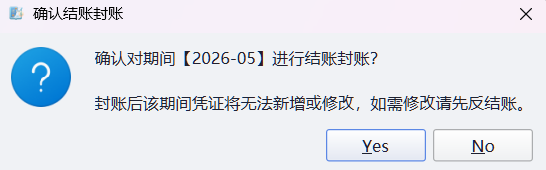 确认结账封账
确认对期间【2026-05】进行结账封账？
封账后该期间凭证将无法新增或修改，如需修改请先反结账。
Yes
No